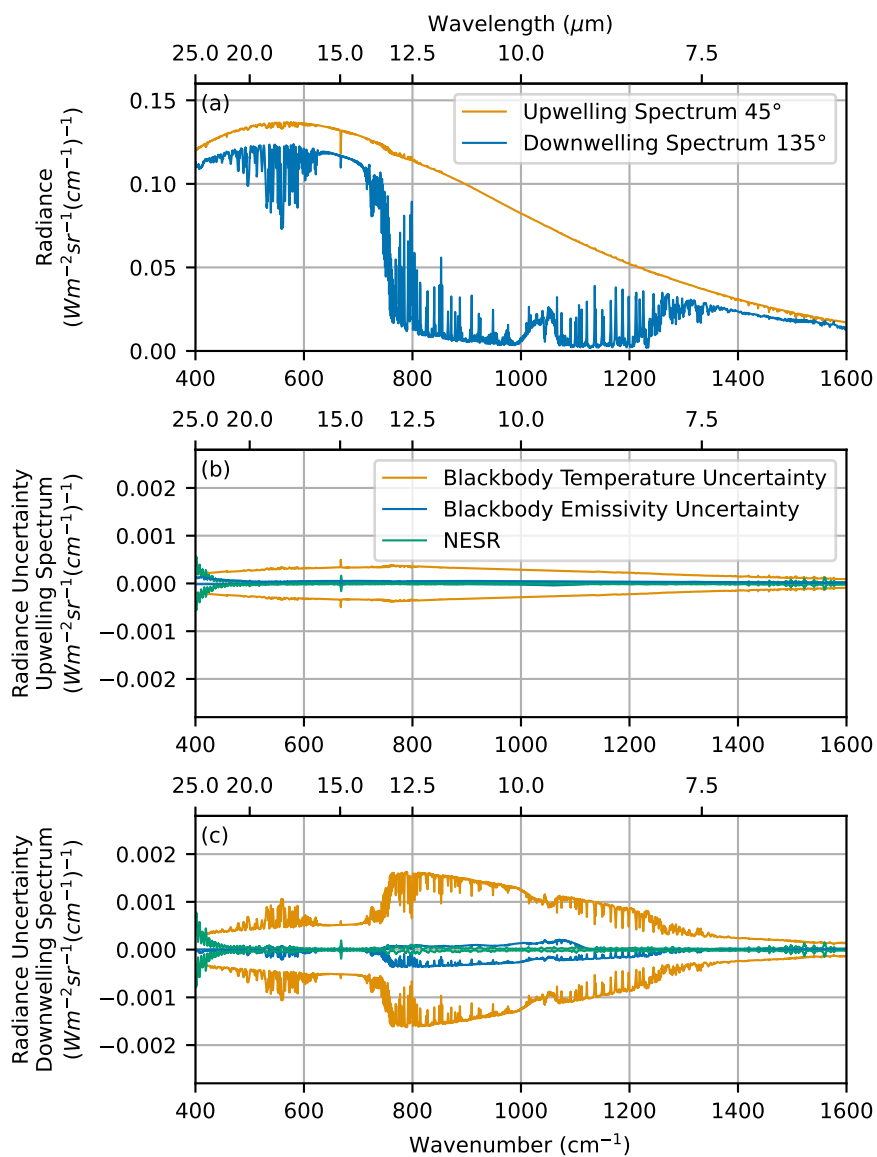 Wavelength (μm)
25.0 20.0 15.0 12.5 10.0 7.5
(a)
Upwelling Spectrum 45°
Downwelling Spectrum 135°
Radiance
(Wm⁻²sr⁻¹(cm⁻¹)⁻¹)
0.15
0.10
0.05
0.00
400 600 800 1000 1200 1400 1600
25.0 20.0 15.0 12.5 10.0 7.5
(b)
Blackbody Temperature Uncertainty
Blackbody Emissivity Uncertainty
NESR
Radiance Uncertainty
Upwelling Spectrum
(Wm⁻²sr⁻¹(cm⁻¹)⁻¹)
0.002
0.001
0.000
−0.001
−0.002
400 600 800 1000 1200 1400 1600
25.0 20.0 15.0 12.5 10.0 7.5
(c)
Radiance Uncertainty
Downwelling Spectrum
(Wm⁻²sr⁻¹(cm⁻¹)⁻¹)
0.002
0.001
0.000
−0.001
−0.002
400 600 800 1000 1200 1400 1600
Wavenumber (cm⁻¹)